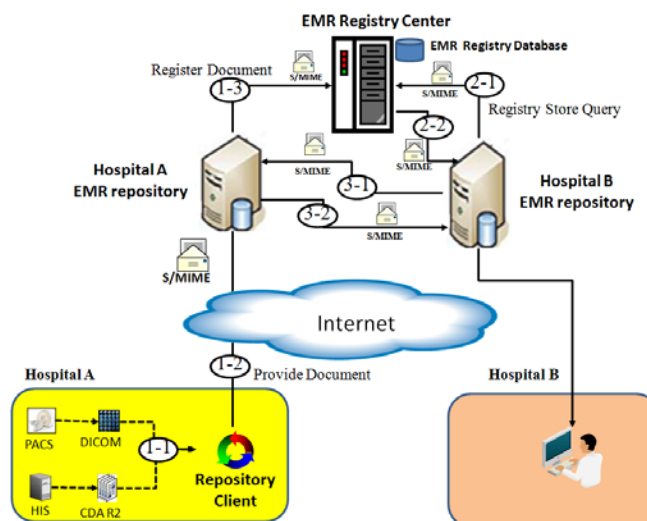 EMR Registry Center
EMR Registry Database
Register Document
S/MIME
1-3
S/MIME
2-1
S/MIME
Registry Store Query
2-2
S/MIME
S/MIME
Hospital A
EMR repository
3-1
Hospital B
EMR repository
3-2
S/MIME
S/MIME
Internet
Hospital A
1-2
Provide Document
Hospital B
PACS
DICOM
1-1
Repository
Client
HIS
CDA R2